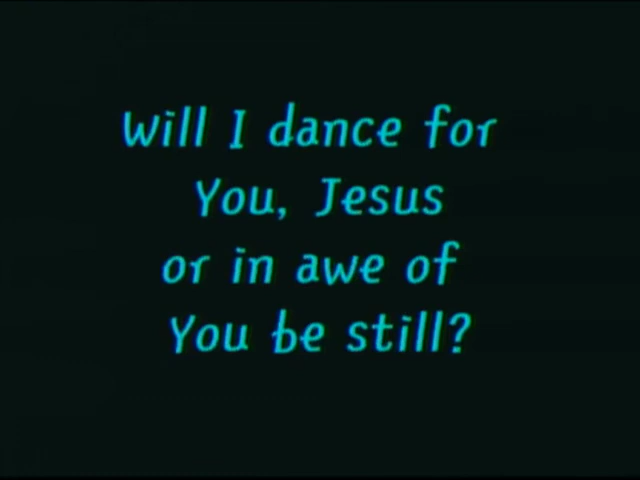 Will I dance for
You, Jesus
or in awe of
You be still?